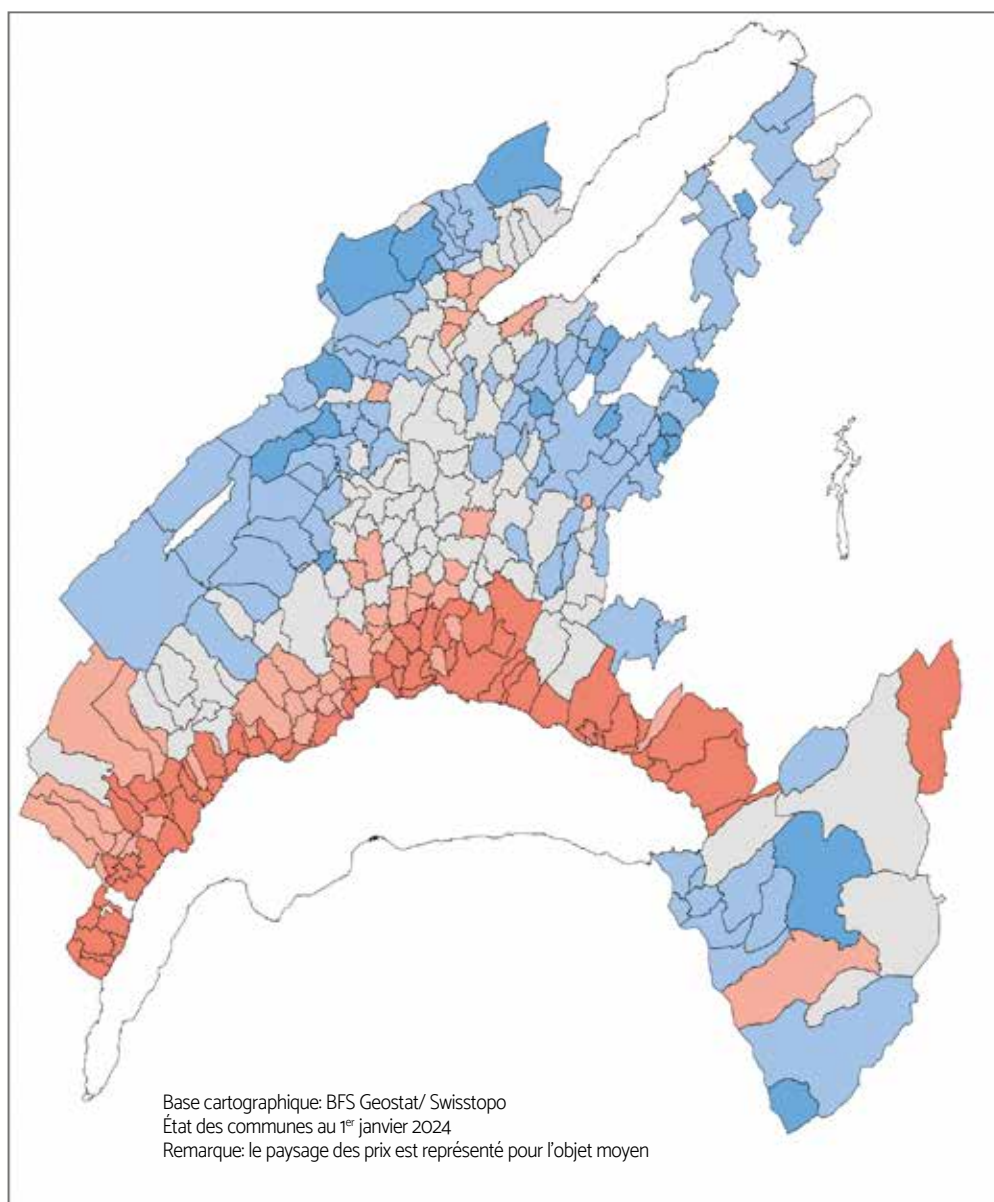 Base cartographique: BFS Geostat/ Swisstopo
État des communes au 1er janvier 2024
Remarque: le paysage des prix est représenté pour l'objet moyen